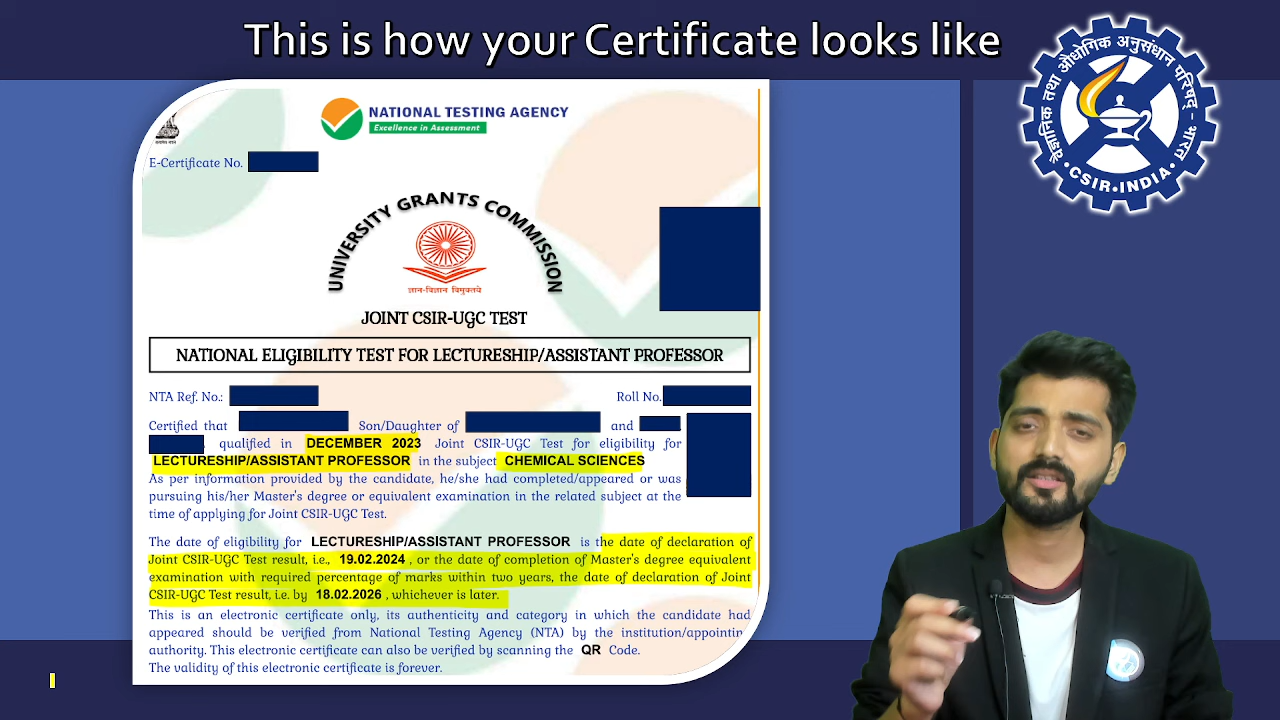 This is how your Certificate looks like
NATIONAL TESTING AGENCY
Excellence in Assessment
E-Certificate No.
UNIVERSITY GRANTS COMMISSION
ज्ञान-विज्ञान विमुक्तये
JOINT CSIR-UGC TEST
NATIONAL ELIGIBILITY TEST FOR LECTURESHIP/ASSISTANT PROFESSOR
NTA Ref. No.: Roll No.
Certified that Son/Daughter of and
, qualified in DECEMBER 2023 Joint CSIR-UGC Test for eligibility for
LECTURESHIP/ASSISTANT PROFESSOR in the subject CHEMICAL SCIENCES
As per information provided by the candidate, he/she had completed/appeared or was
pursuing his/her Master's degree or equivalent examination in the related subject at the
time of applying for Joint CSIR-UGC Test.
The date of eligibility for LECTURESHIP/ASSISTANT PROFESSOR is the date of declaration of
Joint CSIR-UGC Test result, i.e., 19.02.2024 , or the date of completion of Master's degree equivalent
examination with required percentage of marks within two years, the date of declaration of Joint
CSIR-UGC Test result, i.e. by 18.02.2026 , whichever is later.
This is an electronic certificate only, its authenticity and category in which the candidate had
appeared should be verified from National Testing Agency (NTA) by the institution/appointin
authority. This electronic certificate can also be verified by scanning the QR Code.
The validity of this electronic certificate is forever.
वैज्ञानिक तथा औद्योगिक अनुसंधान परिषद् - भारत
CSIR•INDIA